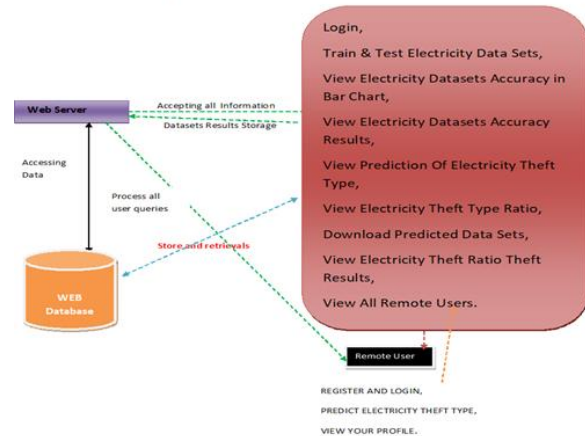 Login,
Train & Test Electricity Data Sets,
View Electricity Datasets Accuracy in
Bar Chart,
View Electricity Datasets Accuracy
Results,
View Prediction Of Electricity Theft
Type,
View Electricity Theft Type Ratio,
Download Predicted Data Sets,
View Electricity Theft Ratio Theft
Results,
View All Remote Users.
Web Server
Accepting all Information
Datasets Results Storage
Accessing
Data
Process all
user queries
Store and retrievals
WEB
Database
Remote User
REGISTER AND LOGIN,
PREDICT ELECTRICITY THEFT TYPE,
VIEW YOUR PROFILE.